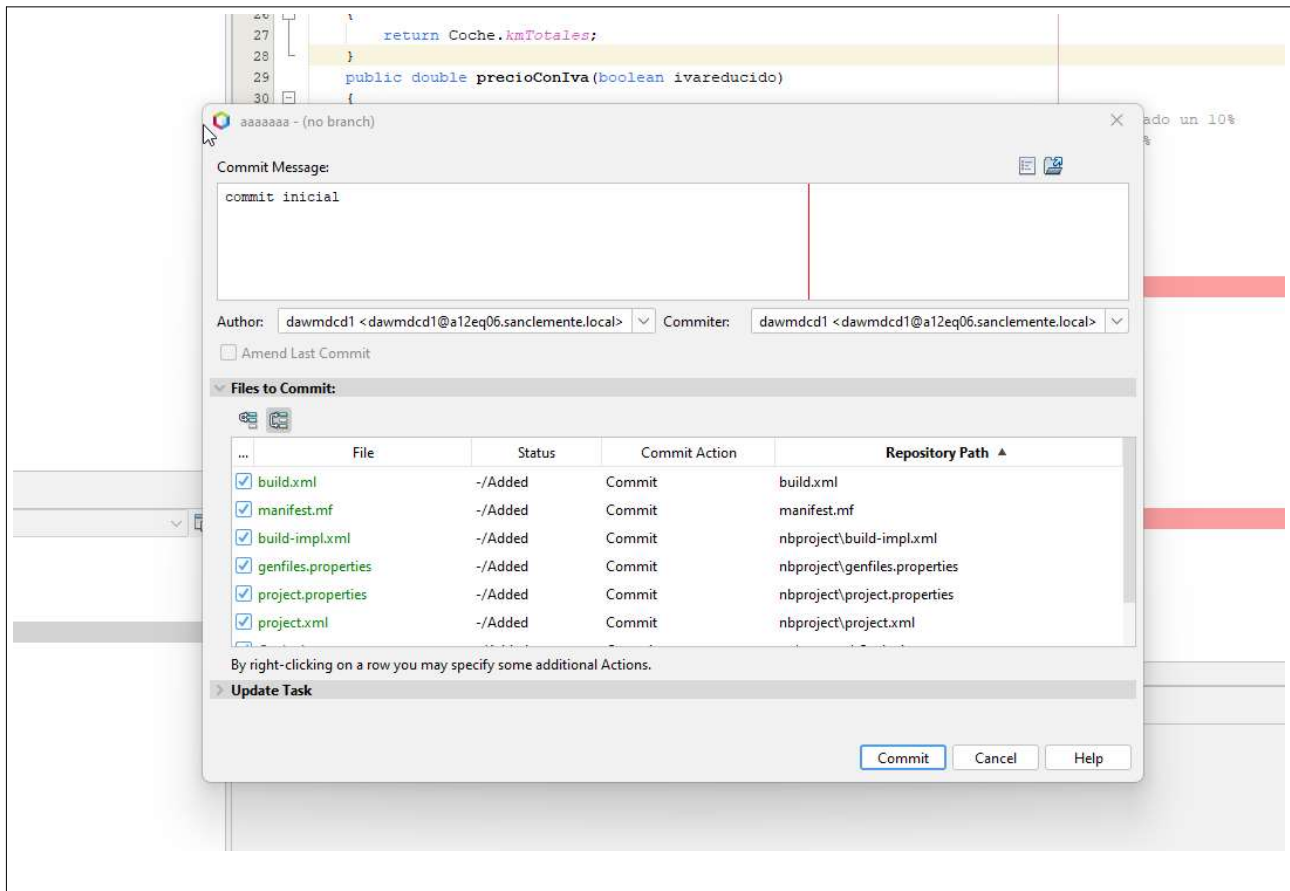 27 return Coche.kmTotales;
28 }
29 public double precioConIva(boolean ivareducido)
30 {
aaaaaaa - (no branch)
ado un 10%
%
Commit Message:
commit inicial
Author: dawmdcd1 <dawmdcd1@a12eq06.sanclemente.local> Commiter: dawmdcd1 <dawmdcd1@a12eq06.sanclemente.local>
Amend Last Commit
Files to Commit:
... File Status Commit Action Repository Path
build.xml -/Added Commit build.xml
manifest.mf -/Added Commit manifest.mf
build-impl.xml -/Added Commit nbproject\build-impl.xml
genfiles.properties -/Added Commit nbproject\genfiles.properties
project.properties -/Added Commit nbproject\project.properties
project.xml -/Added Commit nbproject\project.xml
By right-clicking on a row you may specify some additional Actions.
Update Task
Commit Cancel Help